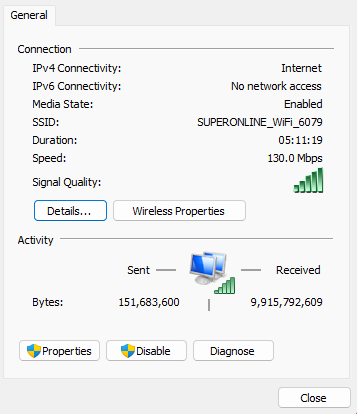 General
Connection
IPv4 Connectivity: Internet
IPv6 Connectivity: No network access
Media State: Enabled
SSID: SUPERONLINE_WiFi_6079
Duration: 05:11:19
Speed: 130.0 Mbps
Signal Quality:
Details... Wireless Properties
Activity
Sent Received
Bytes: 151,683,600 9,915,792,609
Properties Disable Diagnose
Close